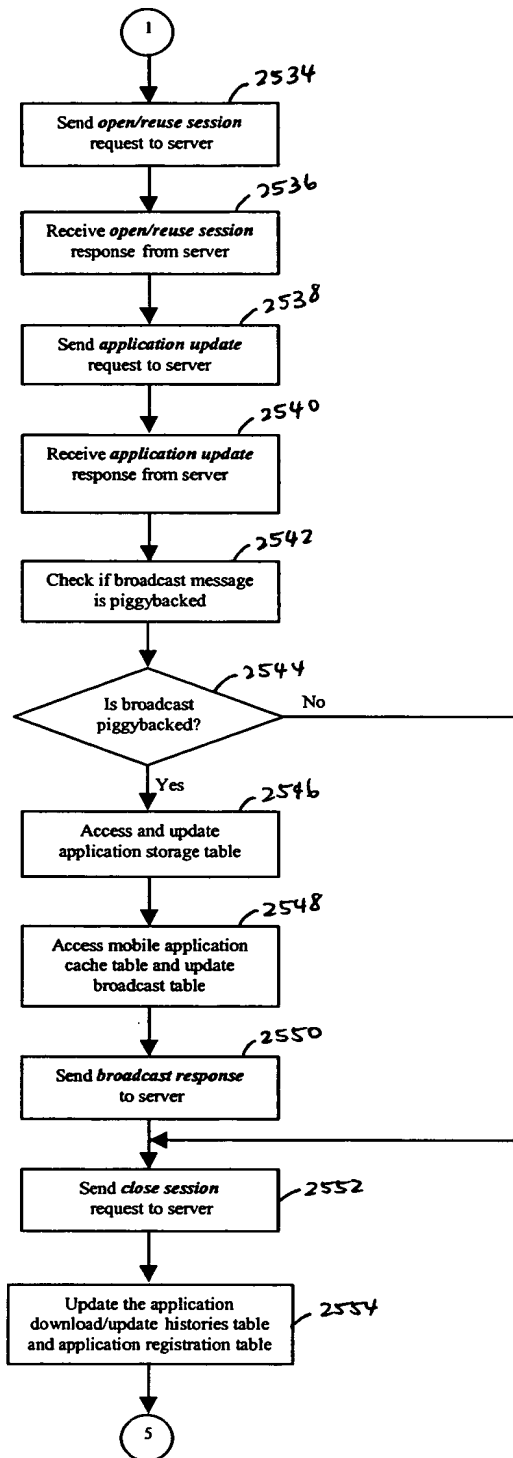 1
2534
Send open/reuse session
request to server
2536
Receive open/reuse session
response from server
2538
Send application update
request to server
2540
Receive application update
response from server
2542
Check if broadcast message
is piggybacked
2544
Is broadcast
piggybacked?
No
Yes
2546
Access and update
application storage table
2548
Access mobile application
cache table and update
broadcast table
2550
Send broadcast response
to server
Send close session
request to server
2552
Update the application
download/update histories table
and application registration table
2554
5